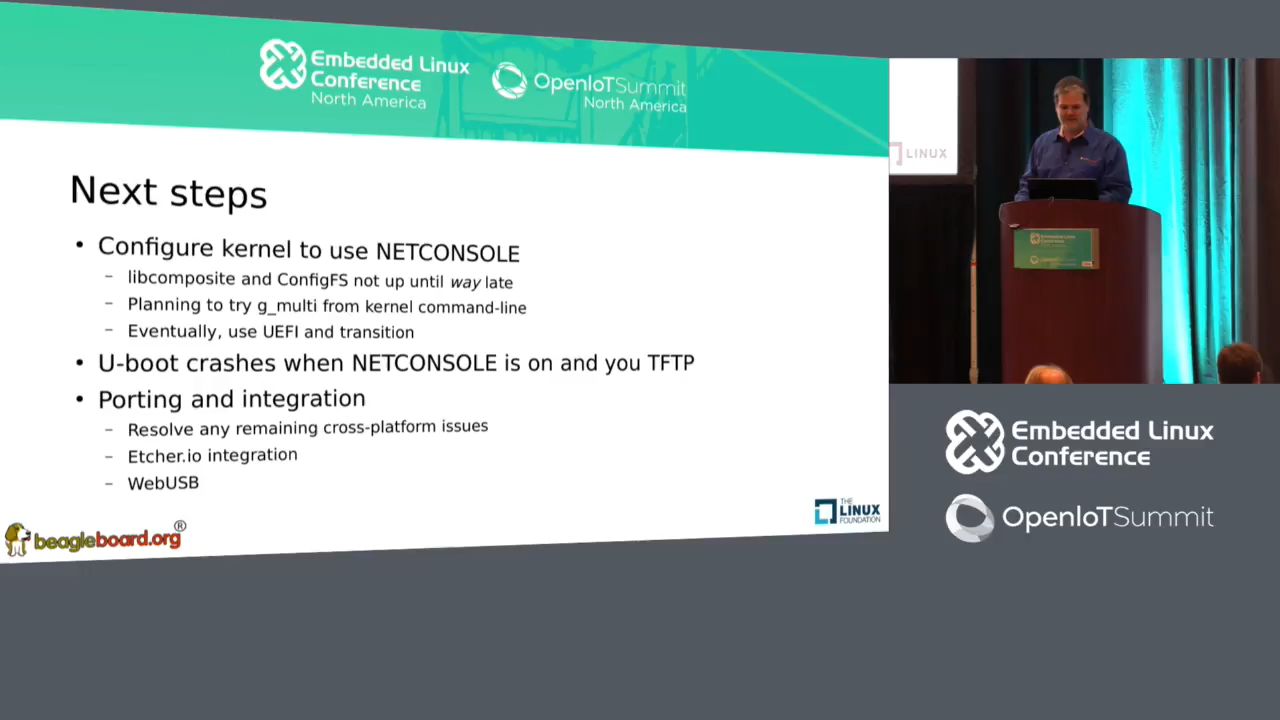 Embedded Linux
Conference
North America
OpenIoTSummit
North America
Next steps
• Configure kernel to use NETCONSOLE
– libcomposite and ConfigFS not up until way late
– Planning to try g_multi from kernel command-line
– Eventually, use UEFI and transition
• U-boot crashes when NETCONSOLE is on and you TFTP
• Porting and integration
– Resolve any remaining cross-platform issues
– Etcher.io integration
– WebUSB
beagleboard.org®
THE
LINUX
FOUNDATION
LINUX
Embedded Linux
Conference
OpenIoTSummit